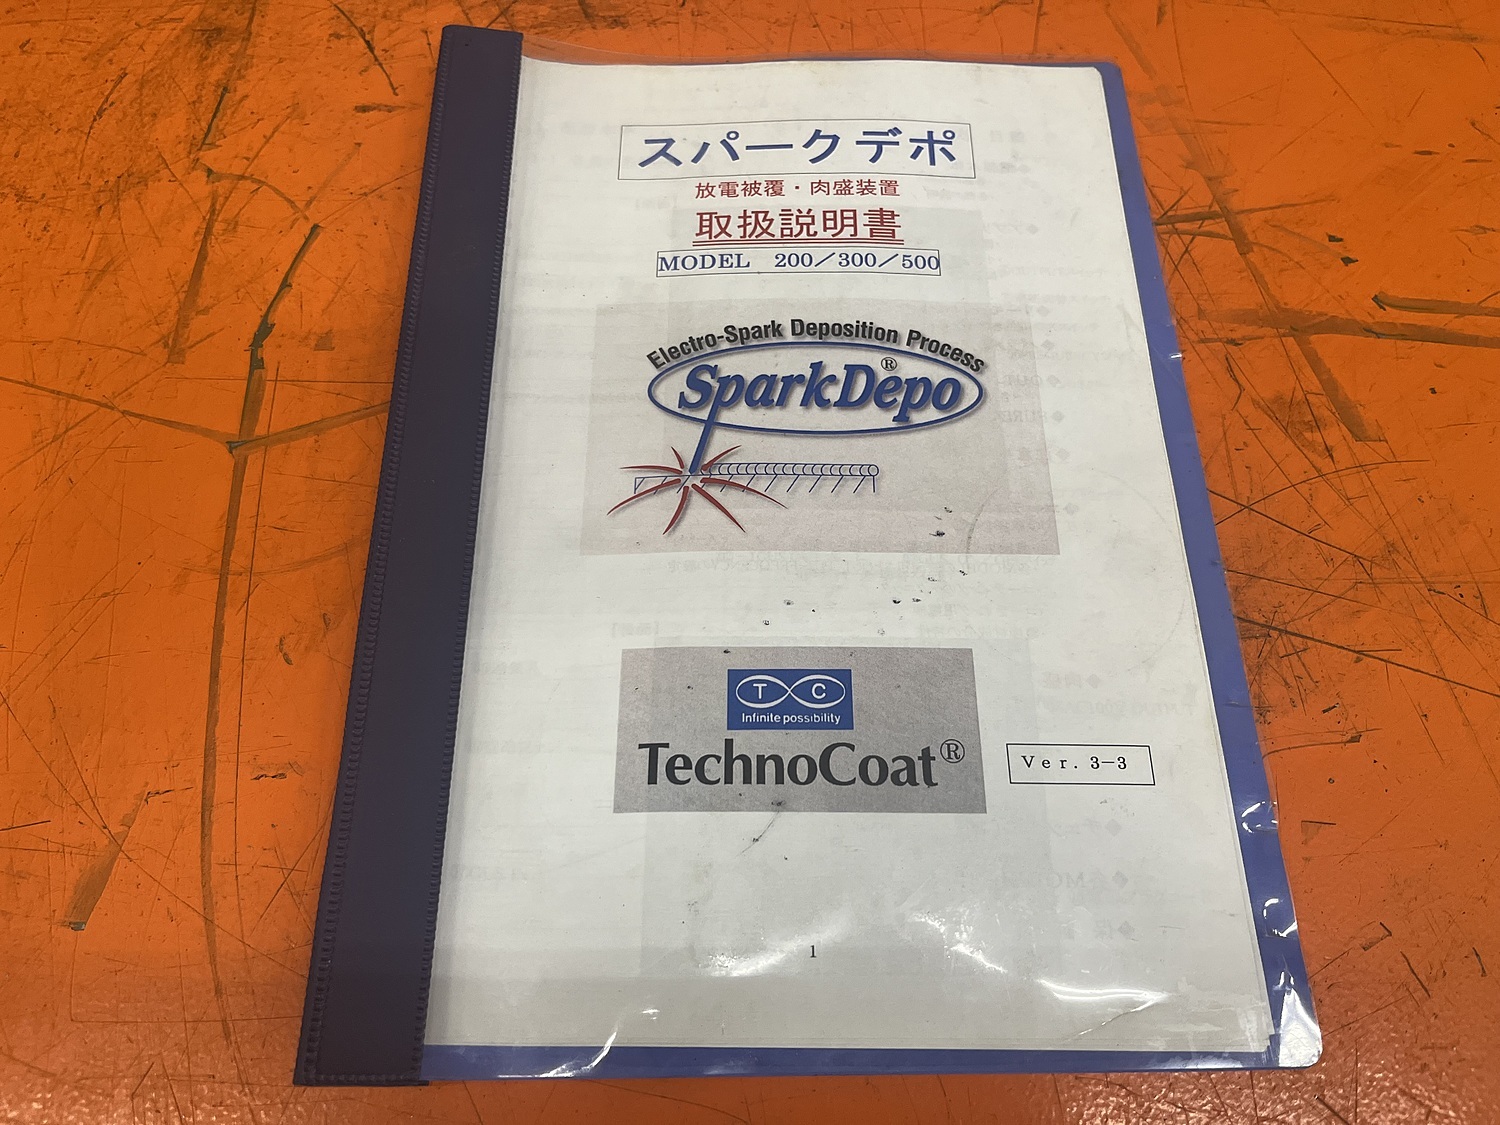 スパークデポ
放電被覆・肉盛装置
取扱説明書
MODEL 200／300／500
Electro-Spark Deposition Process
SparkDepo®
T C
Infinite possibility
TechnoCoat®
Ver. 3−3
1